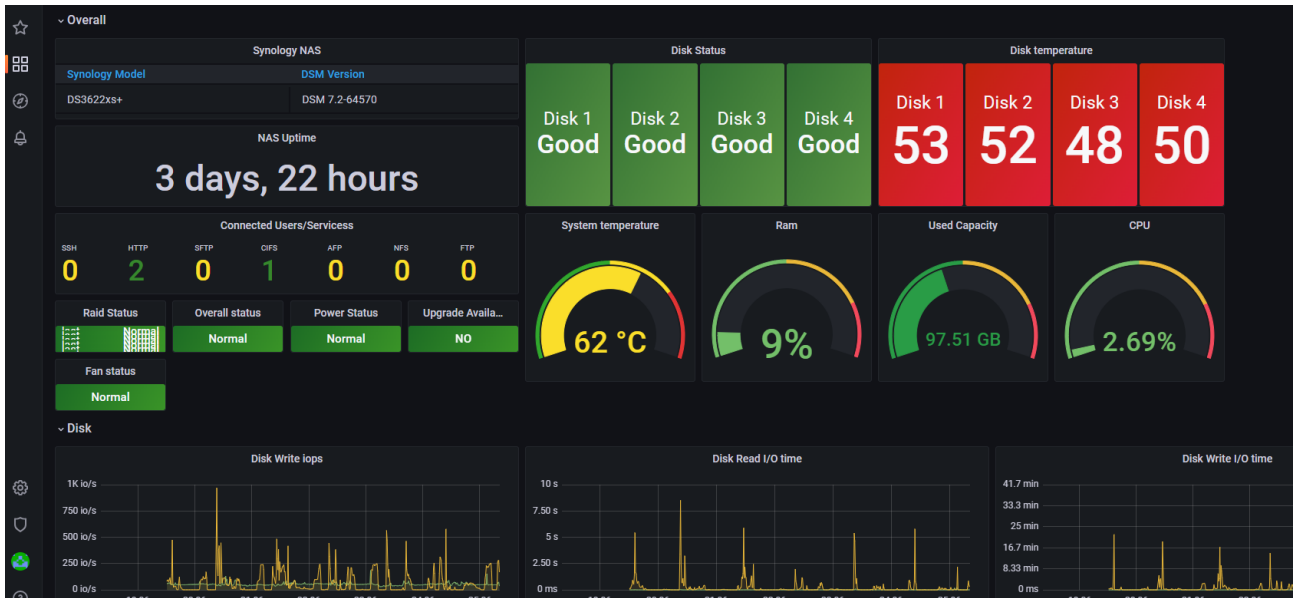 Overall
Synology NAS
Synology Model DSM Version
DS3622xs+ DSM 7.2-64570
NAS Uptime
3 days, 22 hours
Disk Status
Disk 1 Disk 2 Disk 3 Disk 4
Good Good Good Good
Disk temperature
Disk 1 Disk 2 Disk 3 Disk 4
53 52 48 50
Connected Users/Servicess
SSH HTTP SFTP CIFS AFP NFS FTP
0 2 0 1 0 0 0
System temperature
62 °C
Ram
9%
Used Capacity
97.51 GB
CPU
2.69%
Raid Status Overall status Power Status Upgrade Availa...
Normal Normal NO
Fan status
Normal
Disk
Disk Write iops
1K io/s
750 io/s
500 io/s
250 io/s
0 io/s
Disk Read I/O time
10 s
7.50 s
5 s
2.50 s
0 ms
Disk Write I/O time
41.7 min
33.3 min
25 min
16.7 min
8.33 min
0 ms